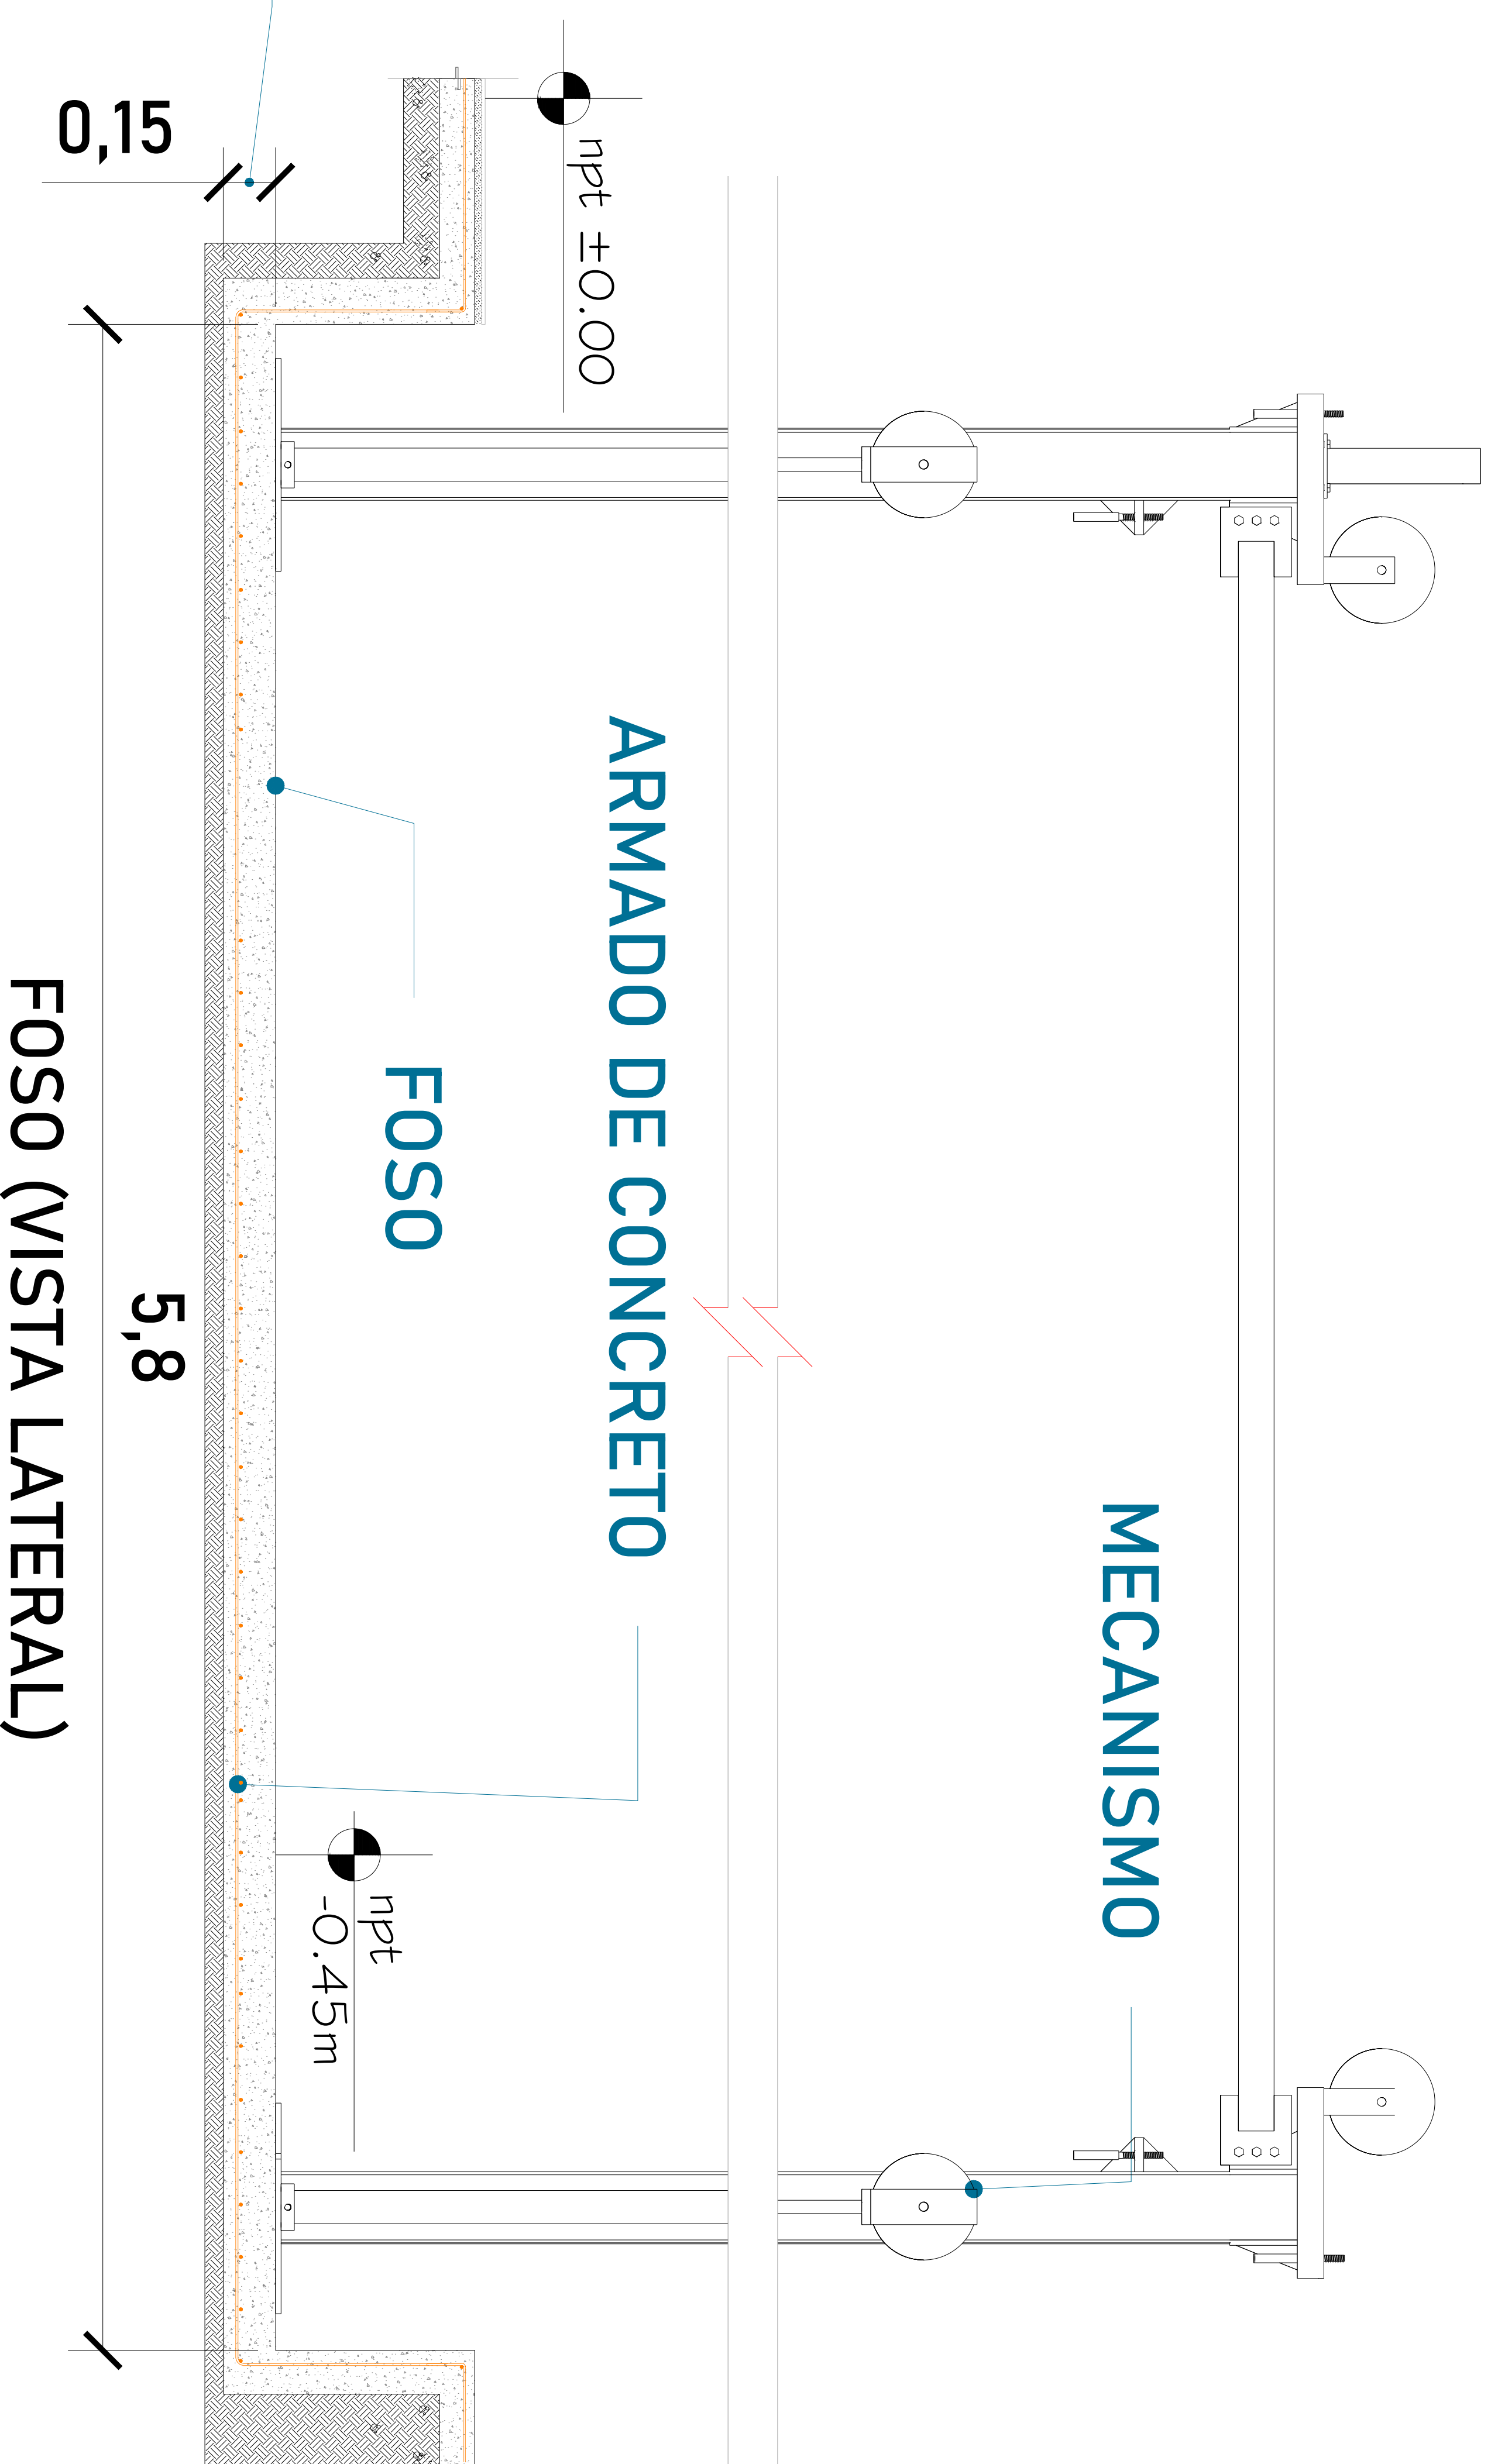 MECANISMO
ARMADO DE CONCRETO
npt ±0.00
FOSO
npt
-0.45m
0,15
5,8
FOSO (VISTA LATERAL)